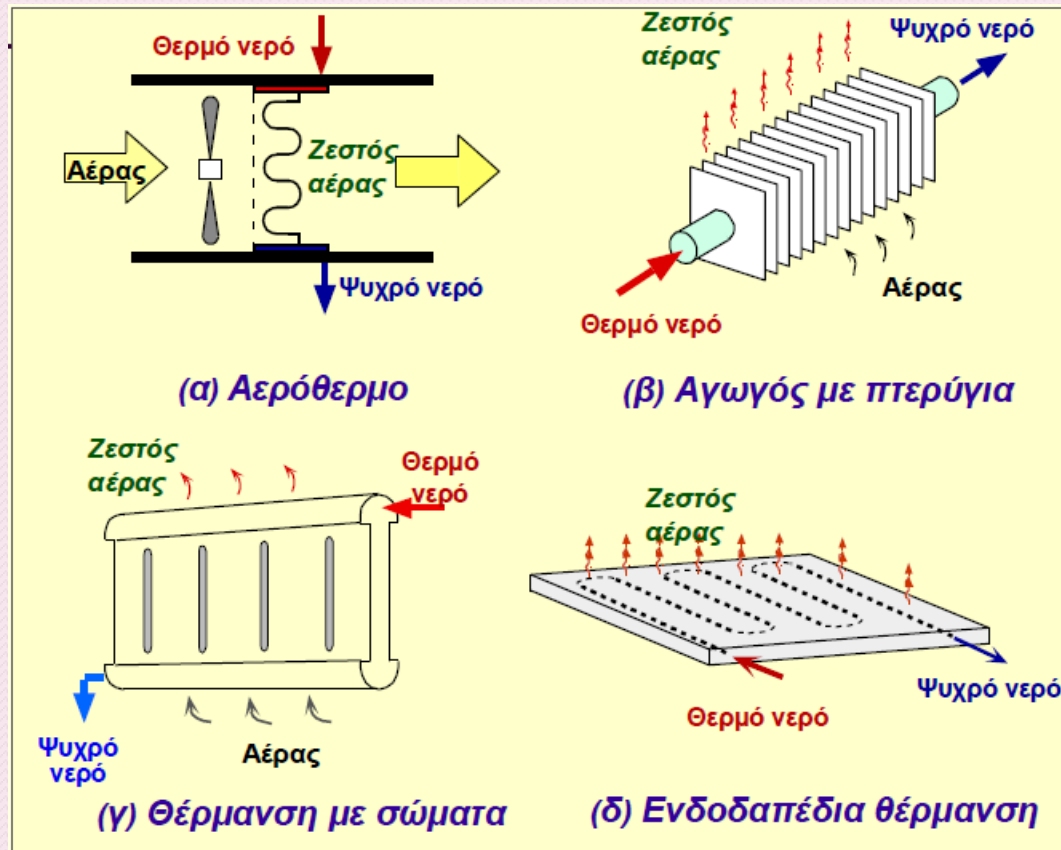 Θερμό νερό
Αέρας
Ζεστός
αέρας
Ψυχρό νερό
(α) Αερόθερμο
Ζεστός
αέρας
Ψυχρό νερό
Αέρας
Θερμό νερό
(β) Αγωγός με πτερύγια
Ζεστός
αέρας
Θερμό
νερό
Ψυχρό
νερό
Αέρας
(γ) Θέρμανση με σώματα
Ζεστός
αέρας
Ψυχρό νερό
Θερμό νερό
(δ) Ενδοδαπέδια θέρμανση